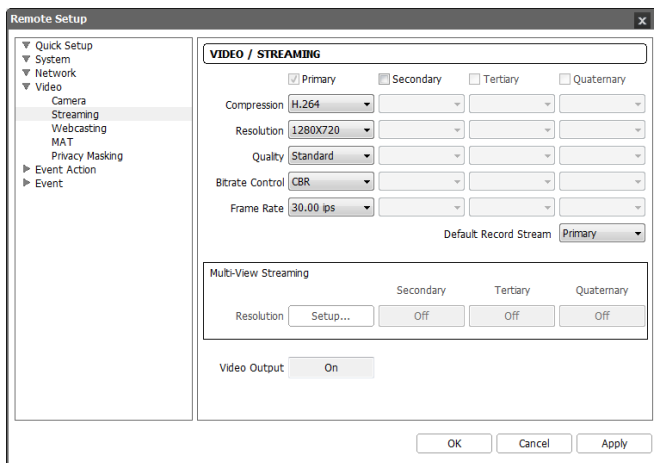 Remote Setup
x
Quick Setup
System
Network
Video
Camera
Streaming
Webcasting
MAT
Privacy Masking
Event Action
Event
VIDEO / STREAMING
Primary Secondary Tertiary Quaternary
Compression H.264
Resolution 1280X720
Quality Standard
Bitrate Control CBR
Frame Rate 30.00 ips
Default Record Stream Primary
Multi-View Streaming
Secondary Tertiary Quaternary
Resolution Setup... Off Off Off
Video Output On
OK Cancel Apply